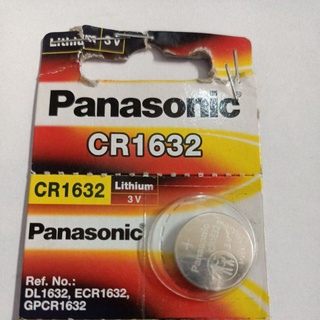 Lithium 3V
Panasonic
CR1632
CR1632 Lithium 3V
Panasonic
Ref. No.:
DL1632, ECR1632,
GPCR1632